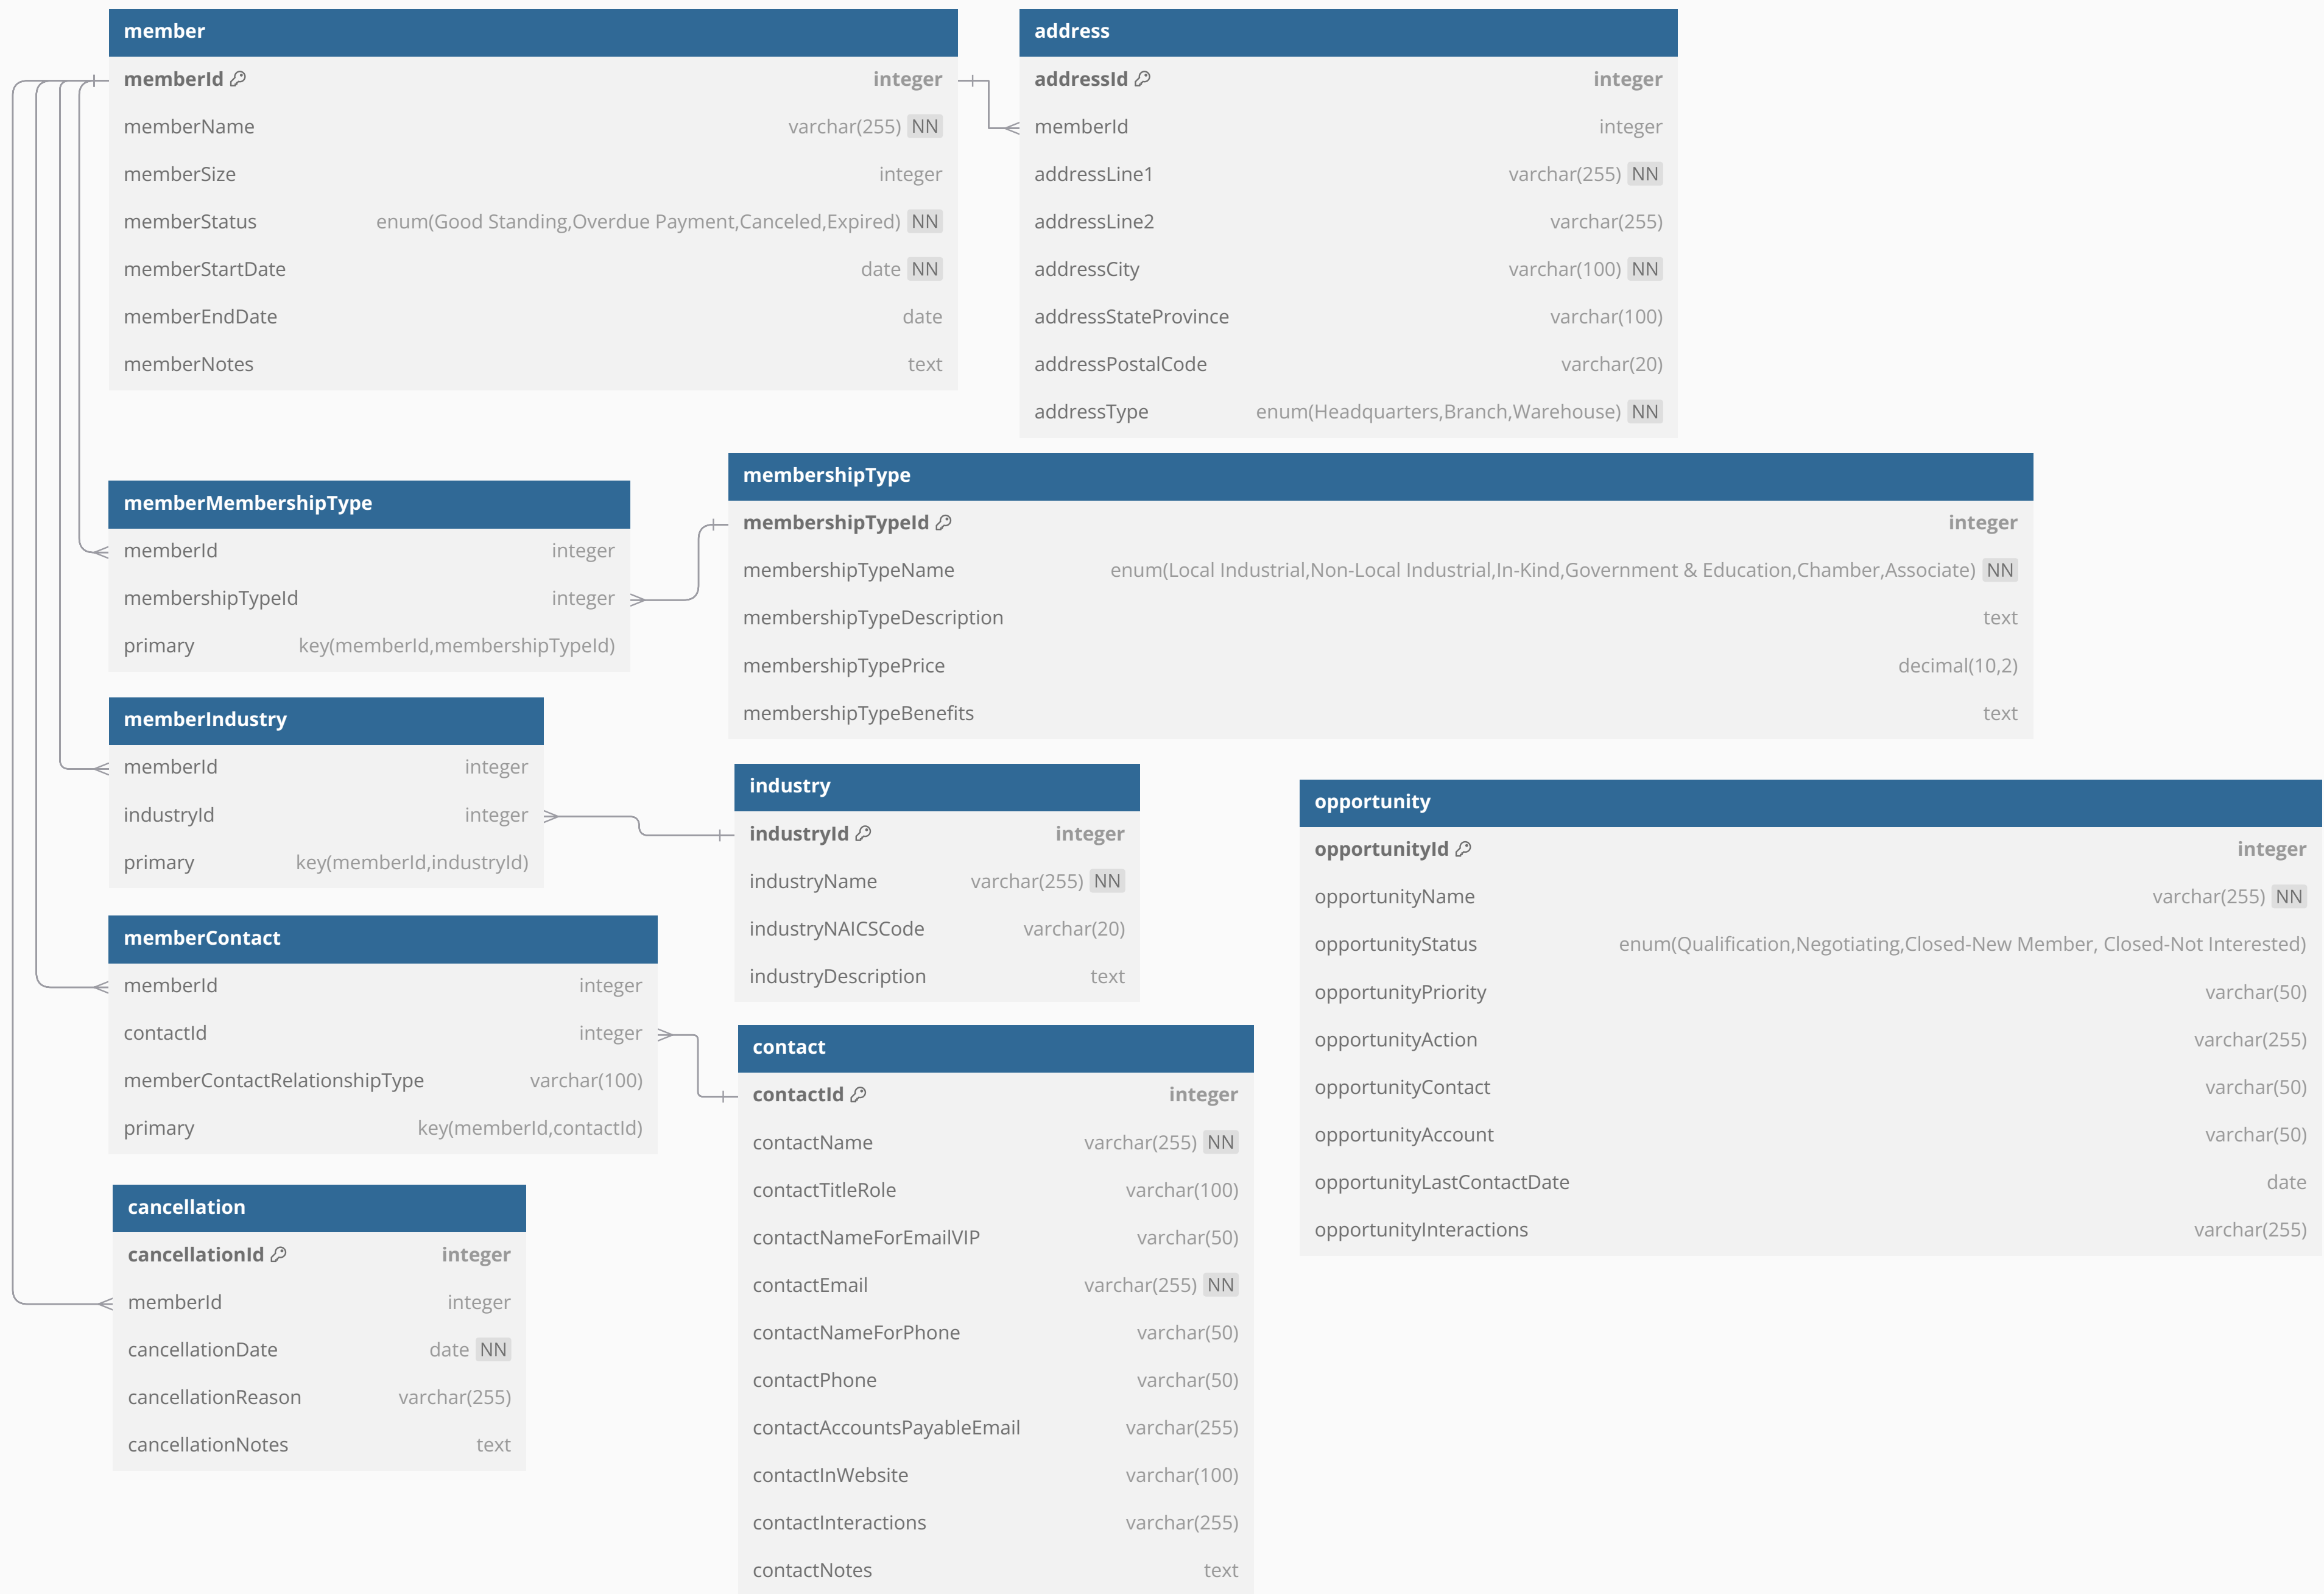 member
memberId integer
memberName varchar(255) NN
memberSize integer
memberStatus enum(Good Standing,Overdue Payment,Canceled,Expired) NN
memberStartDate date NN
memberEndDate date
memberNotes text
address
addressId integer
memberId integer
addressLine1 varchar(255) NN
addressLine2 varchar(255)
addressCity varchar(100) NN
addressStateProvince varchar(100)
addressPostalCode varchar(20)
addressType enum(Headquarters,Branch,Warehouse) NN
memberMembershipType
memberId integer
membershipTypeId integer
primary key(memberId,membershipTypeId)
membershipType
membershipTypeId integer
membershipTypeName enum(Local Industrial,Non-Local Industrial,In-Kind,Government & Education,Chamber,Associate) NN
membershipTypeDescription text
membershipTypePrice decimal(10,2)
membershipTypeBenefits text
memberIndustry
memberId integer
industryId integer
primary key(memberId,industryId)
industry
industryId integer
industryName varchar(255) NN
industryNAICSCode varchar(20)
industryDescription text
opportunity
opportunityId integer
opportunityName varchar(255) NN
opportunityStatus enum(Qualification,Negotiating,Closed-New Member, Closed-Not Interested)
opportunityPriority varchar(50)
opportunityAction varchar(255)
opportunityContact varchar(50)
opportunityAccount varchar(50)
opportunityLastContactDate date
opportunityInteractions varchar(255)
memberContact
memberId integer
contactId integer
memberContactRelationshipType varchar(100)
primary key(memberId,contactId)
contact
contactId integer
contactName varchar(255) NN
contactTitleRole varchar(100)
contactNameForEmailVIP varchar(50)
contactEmail varchar(255) NN
contactNameForPhone varchar(50)
contactPhone varchar(50)
contactAccountsPayableEmail varchar(255)
contactInWebsite varchar(100)
contactInteractions varchar(255)
contactNotes text
cancellation
cancellationId integer
memberId integer
cancellationDate date NN
cancellationReason varchar(255)
cancellationNotes text